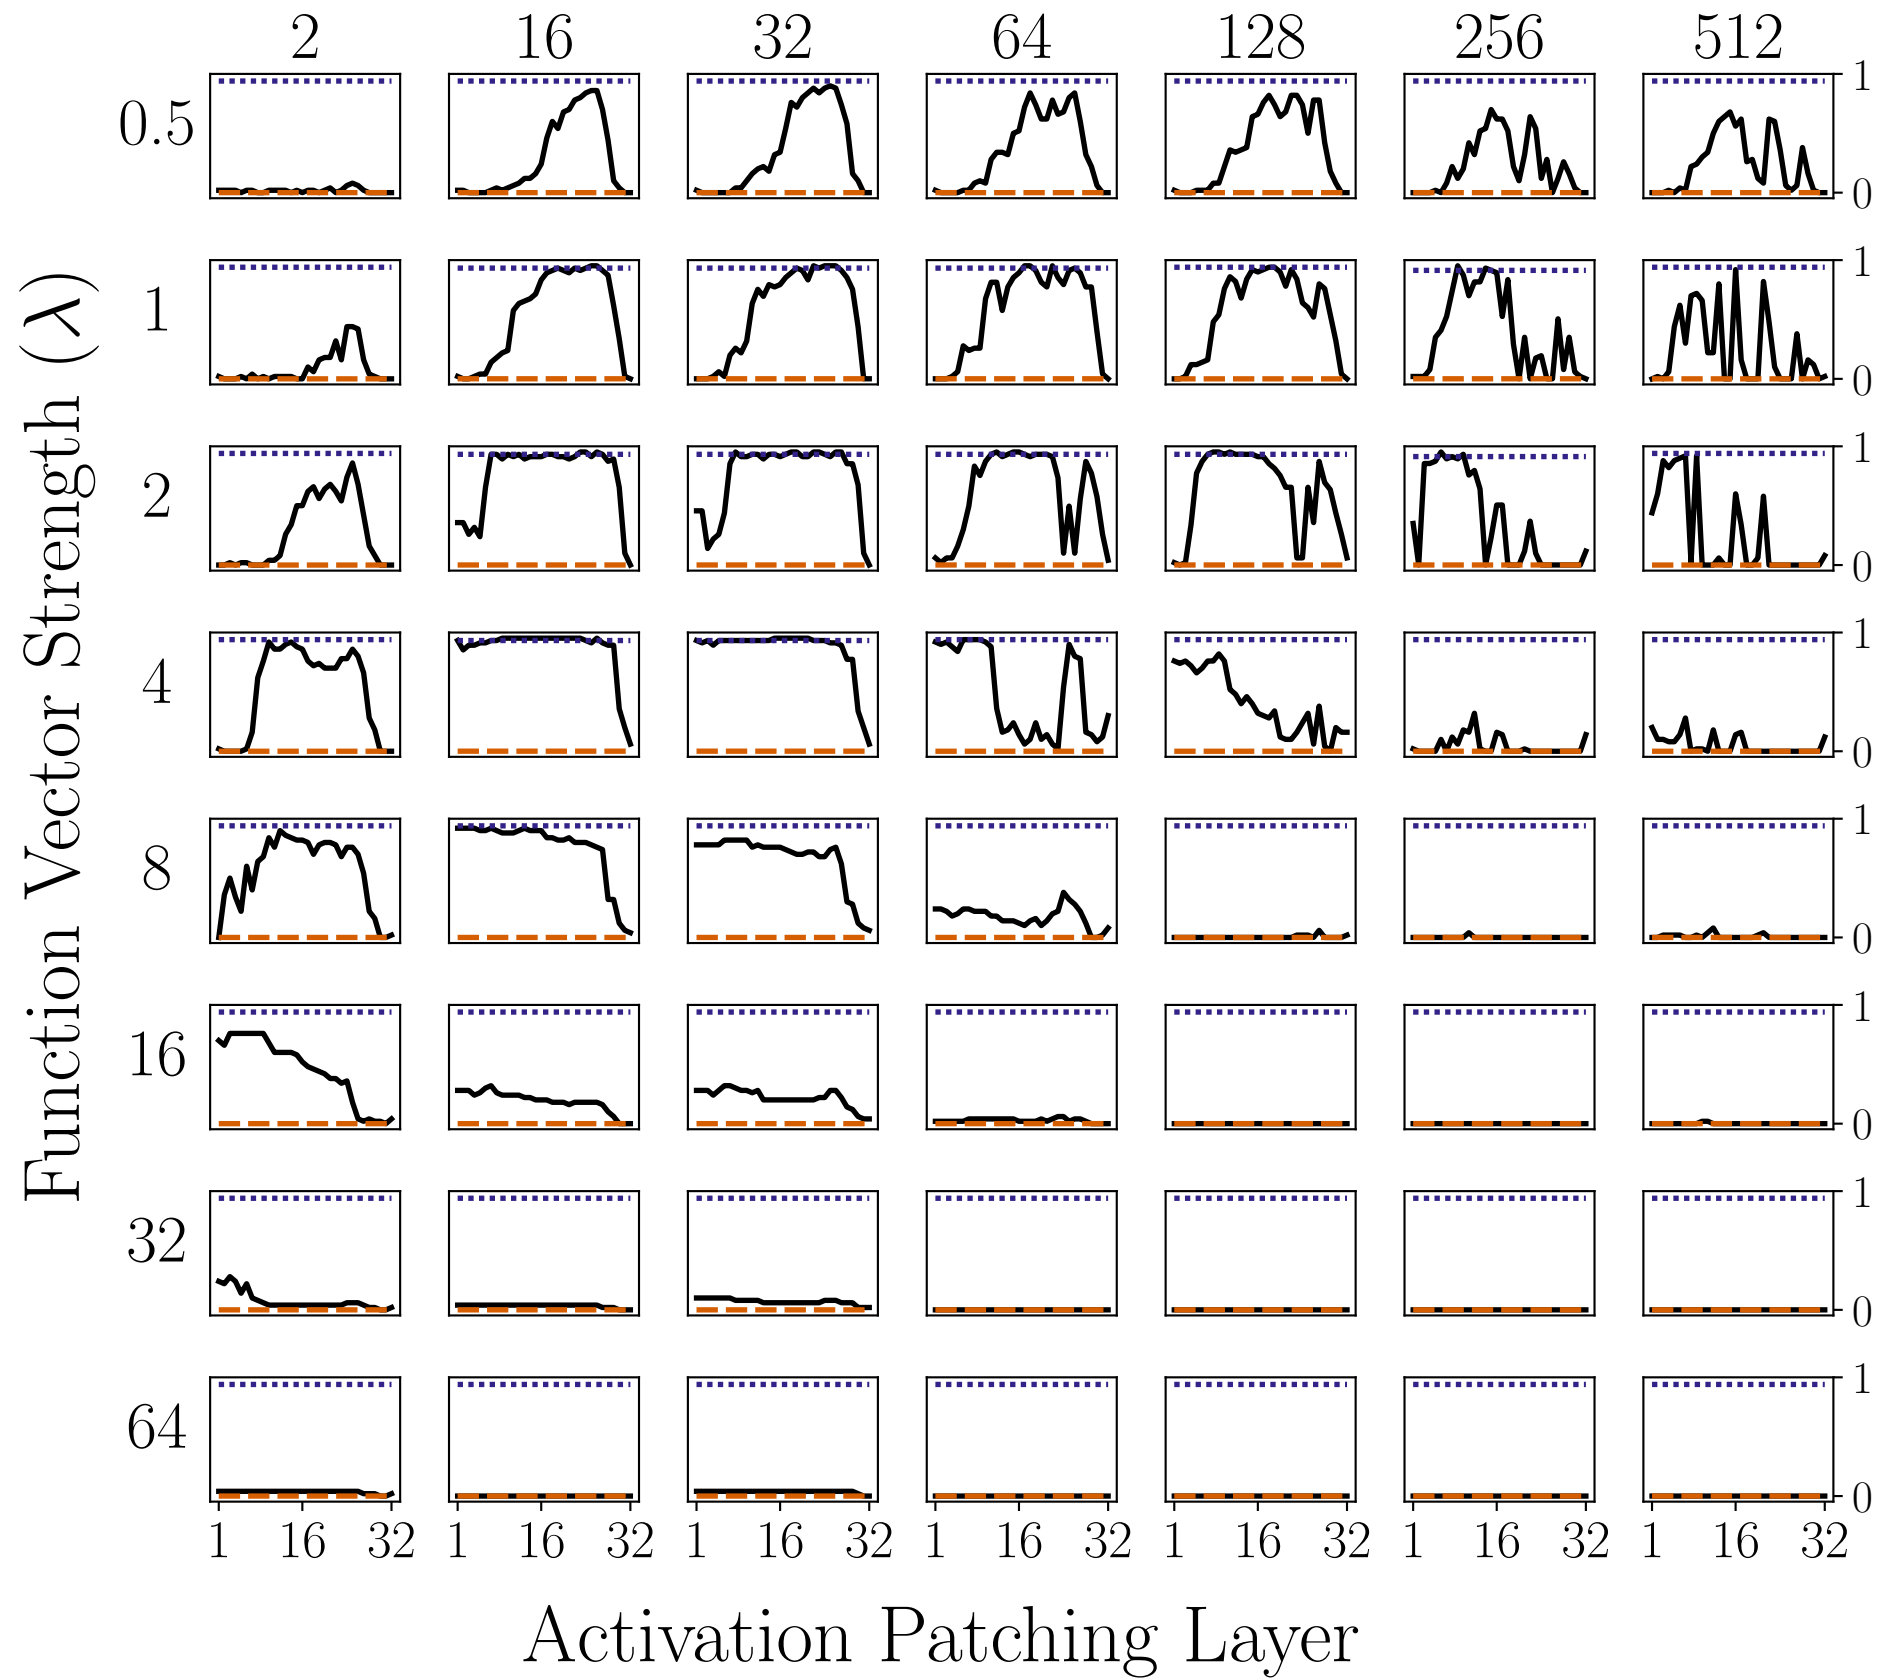 2 16 32 64 128 256 512
Function Vector Strength (λ)
0.5 1 0
1 1 0
2 1 0
4 1 0
8 1 0
16 1 0
32 1 0
64 1 0
1 16 32 1 16 32 1 16 32 1 16 32 1 16 32 1 16 32 1 16 32
Activation Patching Layer